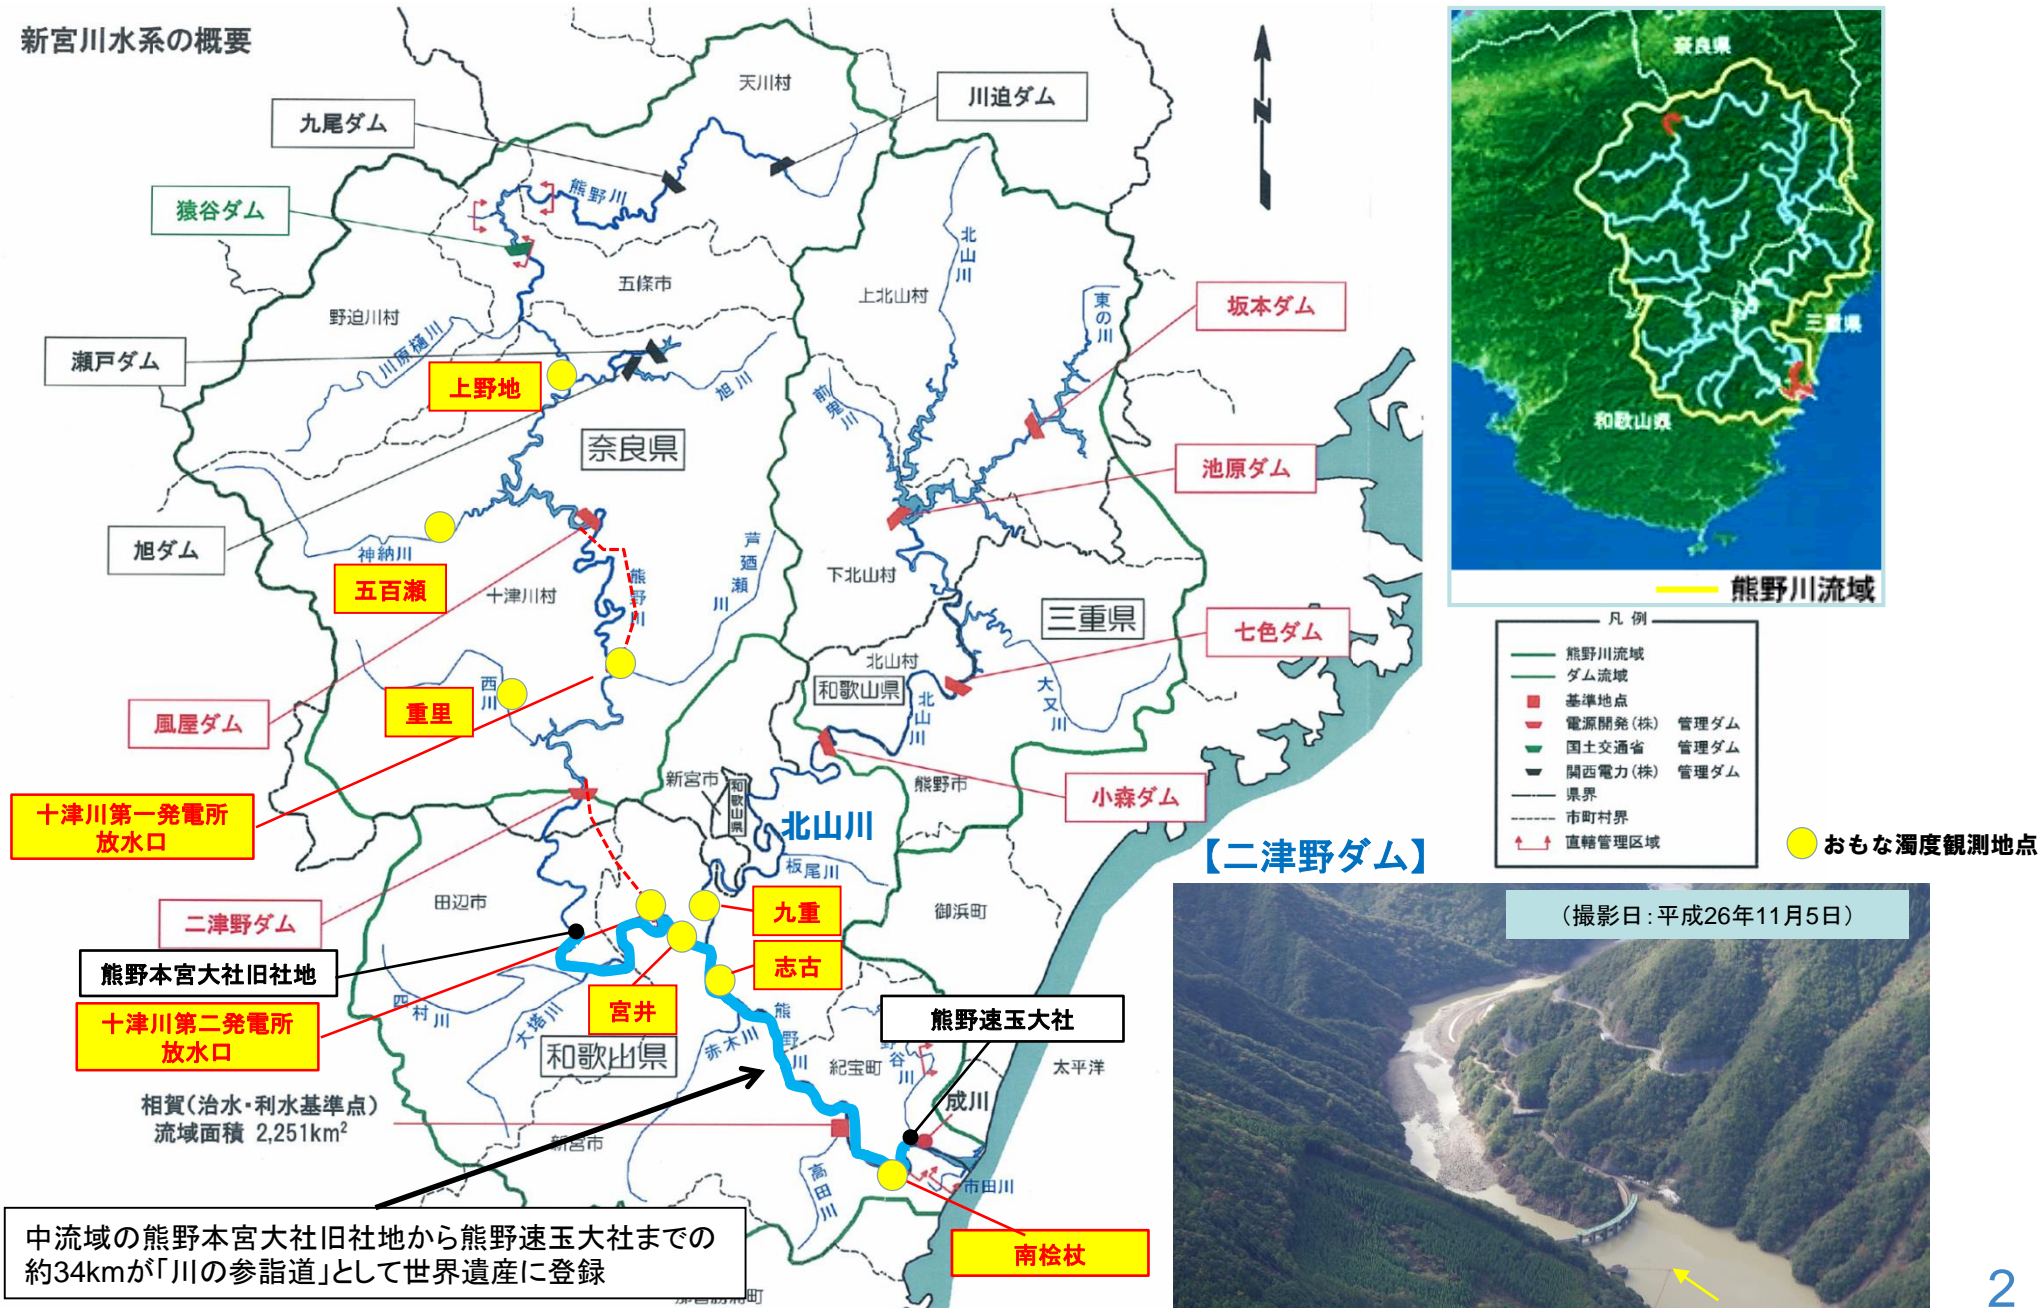 新宮川水系の概要
天川村
川迫ダム
九尾ダム
熊野川
猿谷ダム
五條市
野迫川村
川原樋川
瀬戸ダム
上野地
旭川
奈良県
旭ダム
神納川
五百瀬
十津川村
熊野川
芦廼瀬川
西川
重里
風屋ダム
十津川第一発電所
放水口
二津野ダム
北山川
上北山村
東の川
坂本ダム
前鬼川
池原ダム
下北山村
三重県
七色ダム
北山村
和歌山県
北山川
大又川
小森ダム
熊野市
新宮市
和歌山県
北山川
板尾川
田辺市
九重
御浜町
熊野本宮大社旧社地
志古
四村川
大塔川
宮井
十津川第二発電所
放水口
和歌山県
赤木川
熊野川
熊野速玉大社
紀宝町
谷川
太平洋
成川
相賀(治水・利水基準点)
流域面積 2,251km²
新宮市
高田川
市田川
南桧杖
中流域の熊野本宮大社旧社地から熊野速玉大社までの
約34kmが「川の参詣道」として世界遺産に登録
N
奈良県
三重県
和歌山県
熊野川流域
凡例
熊野川流域
ダム流域
基準地点
電源開発(株) 管理ダム
国土交通省 管理ダム
関西電力(株) 管理ダム
県界
市町村界
直轄管理区域
おもな濁度観測地点
【二津野ダム】
(撮影日:平成26年11月5日)
2